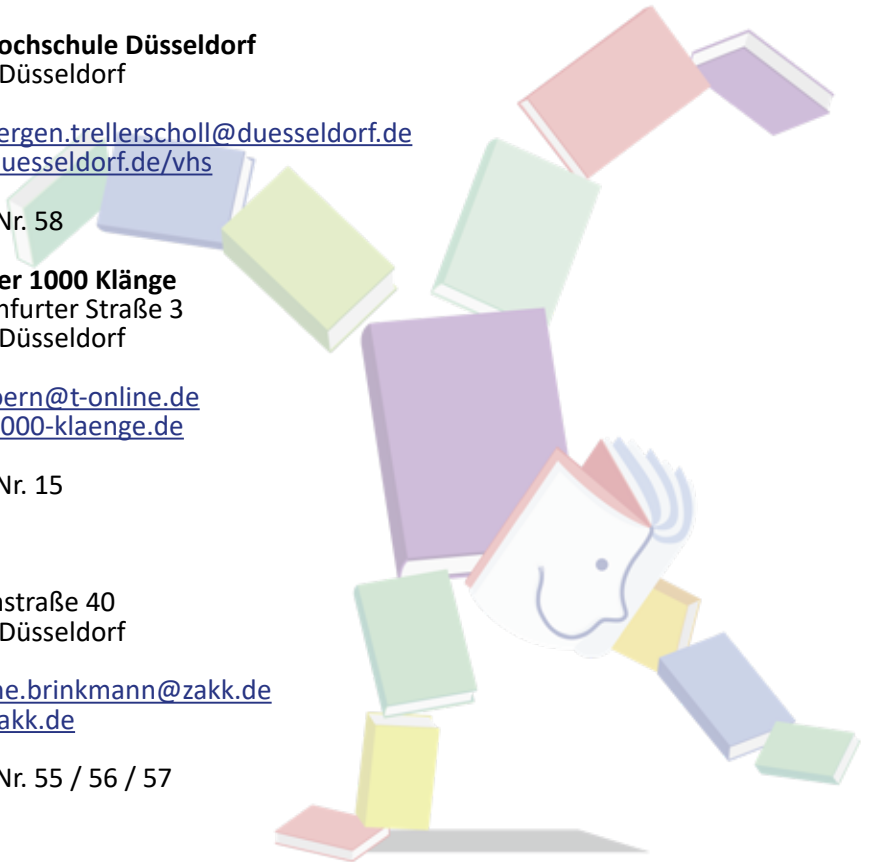 ochschule Düsseldorf
Düsseldorf
ergen.trellerscholl@duesseldorf.de
uesseldorf.de/vhs
Nr. 58
er 1000 Klänge
nfurter Straße 3
Düsseldorf
bern@t-online.de
000-klaenge.de
Nr. 15
straße 40
Düsseldorf
ne.brinkmann@zakk.de
akk.de
Nr. 55 / 56 / 57